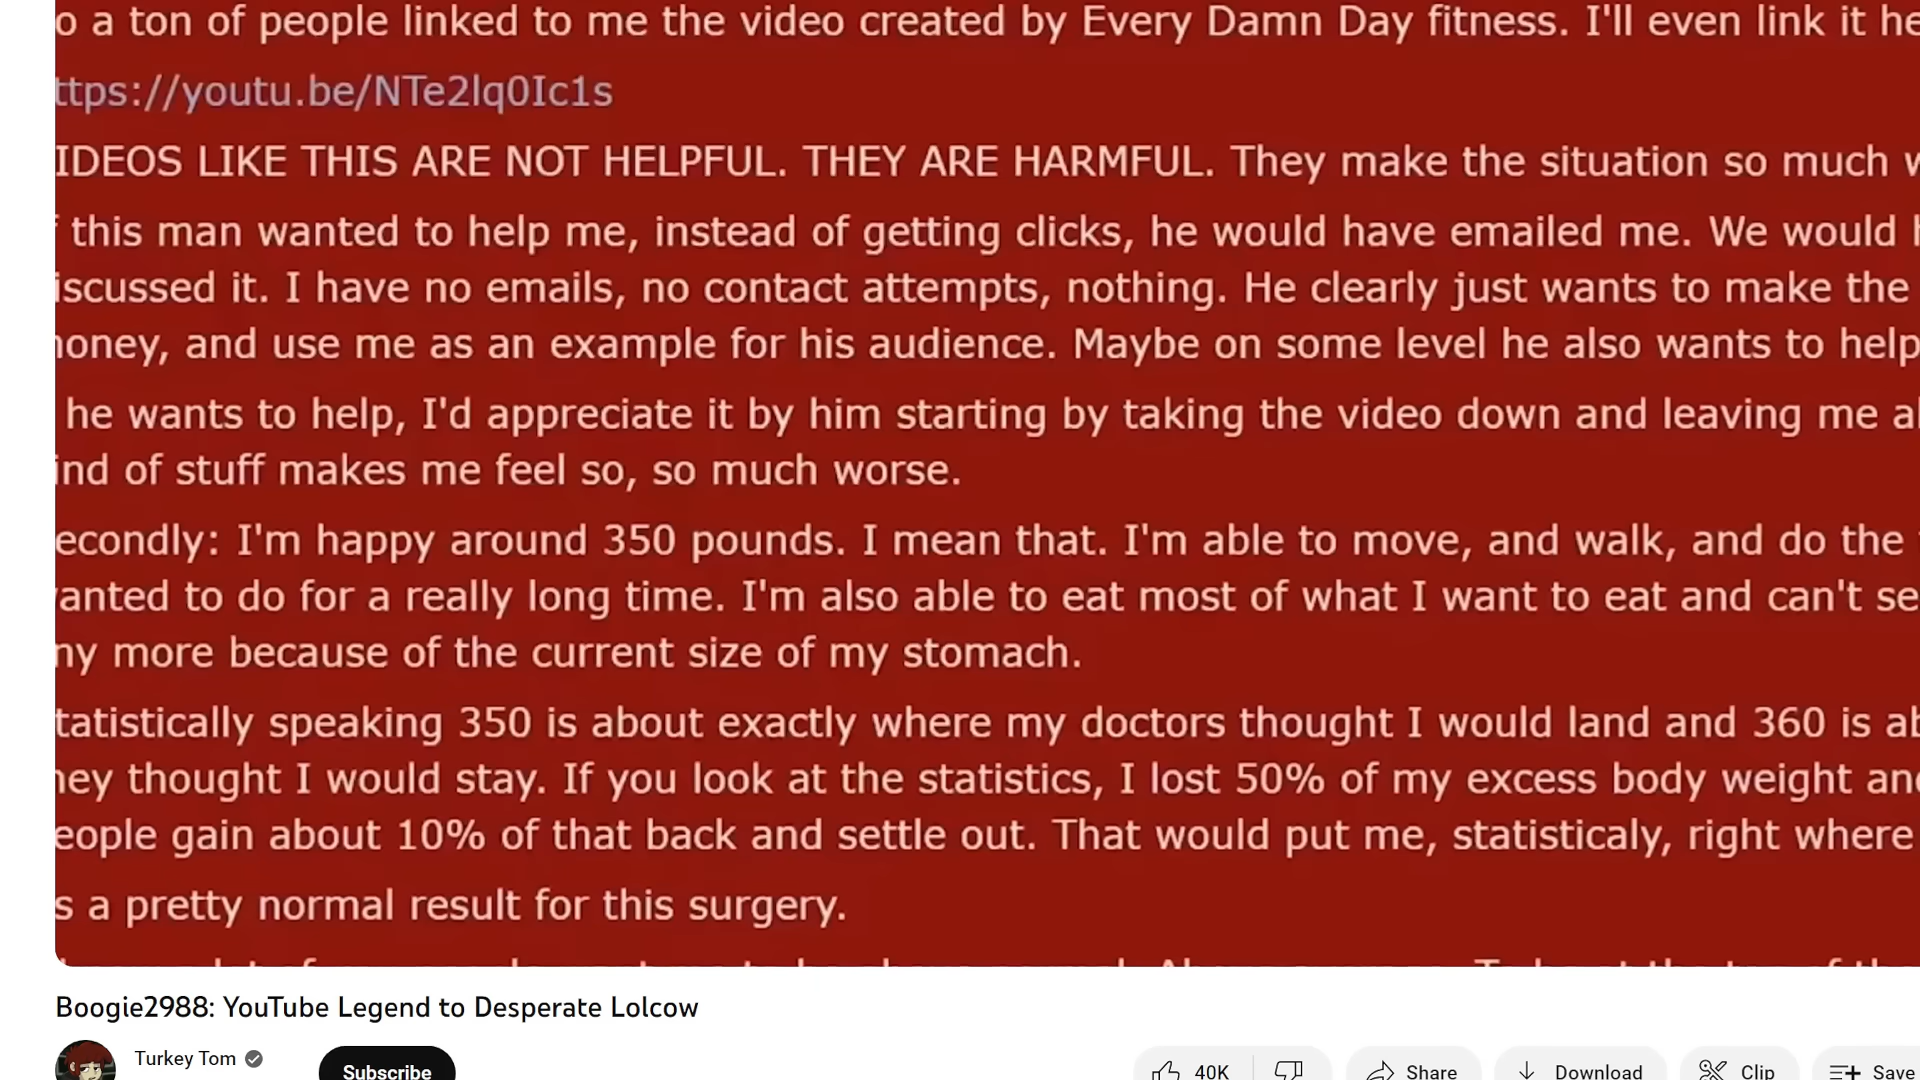 o a ton of people linked to me the video created by Every Damn Day fitness. I'll even link it he
ttps://youtu.be/NTe2lq0Ic1s
IDEOS LIKE THIS ARE NOT HELPFUL. THEY ARE HARMFUL. They make the situation so much w
this man wanted to help me, instead of getting clicks, he would have emailed me. We would h
iscussed it. I have no emails, no contact attempts, nothing. He clearly just wants to make the
oney, and use me as an example for his audience. Maybe on some level he also wants to help
he wants to help, I'd appreciate it by him starting by taking the video down and leaving me al
ind of stuff makes me feel so, so much worse.
econdly: I'm happy around 350 pounds. I mean that. I'm able to move, and walk, and do the
anted to do for a really long time. I'm also able to eat most of what I want to eat and can't se
ny more because of the current size of my stomach.
tatistically speaking 350 is about exactly where my doctors thought I would land and 360 is ab
hey thought I would stay. If you look at the statistics, I lost 50% of my excess body weight and
eople gain about 10% of that back and settle out. That would put me, statisticaly, right where
s a pretty normal result for this surgery.
Boogie2988: YouTube Legend to Desperate Lolcow
Turkey Tom
Subscribe
40K
Share
Download
Clip
Save